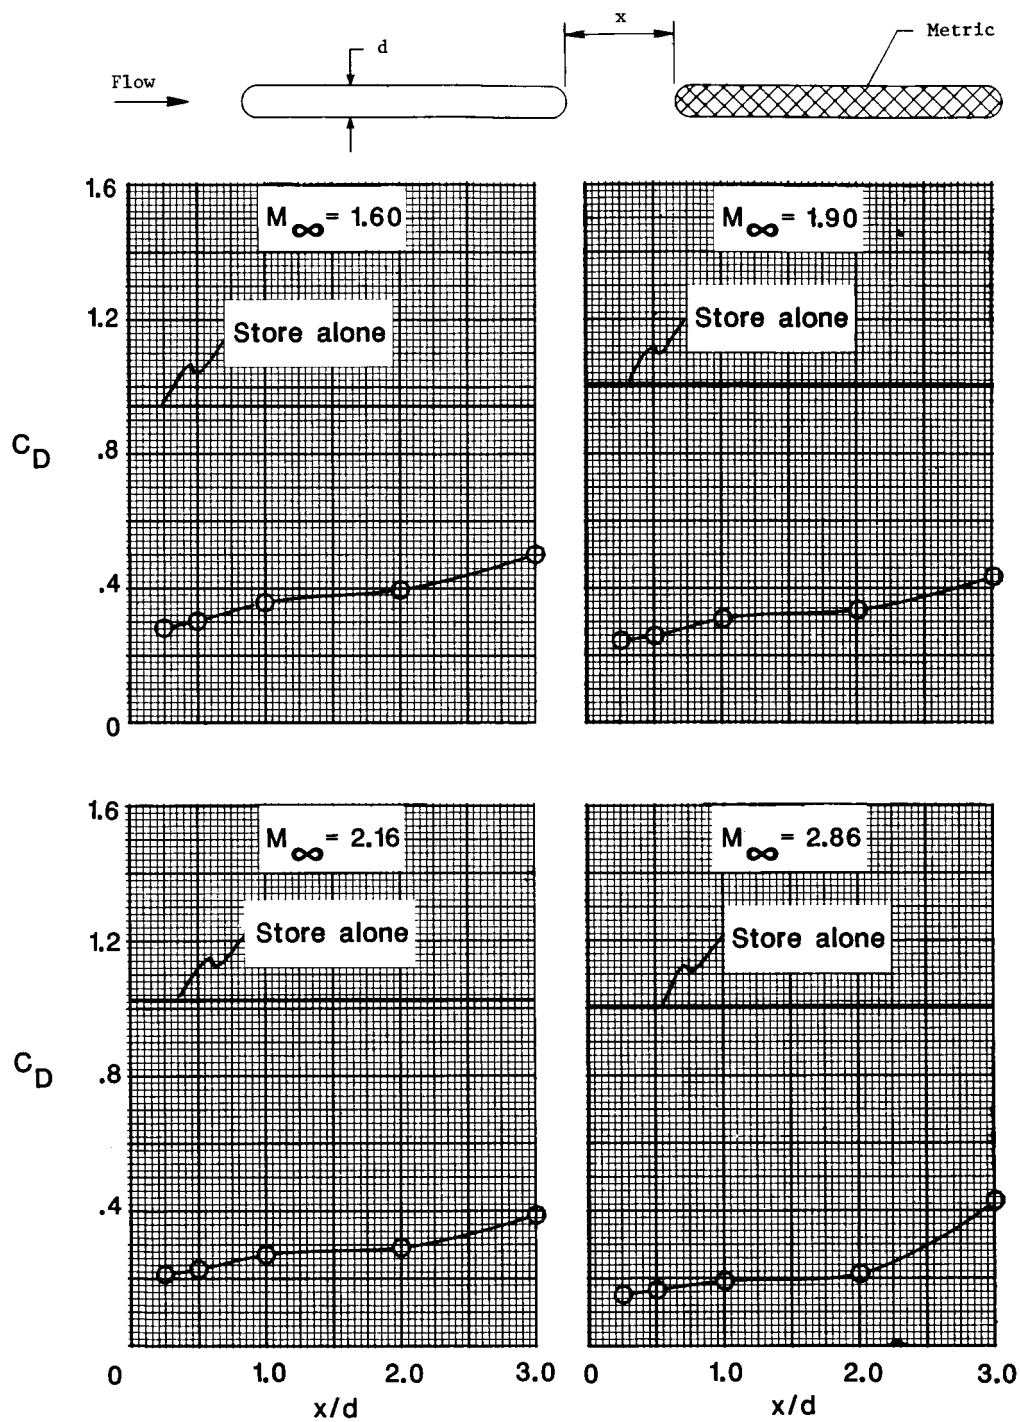 x
d
Metric
Flow
1.6
M∞ = 1.60
M∞ = 1.90
1.2
Store alone
Store alone
CD
.8
.4
0
1.6
M∞ = 2.16
M∞ = 2.86
1.2
Store alone
Store alone
CD
.8
.4
0 1.0 2.0 3.0
0 1.0 2.0 3.0
x/d
x/d